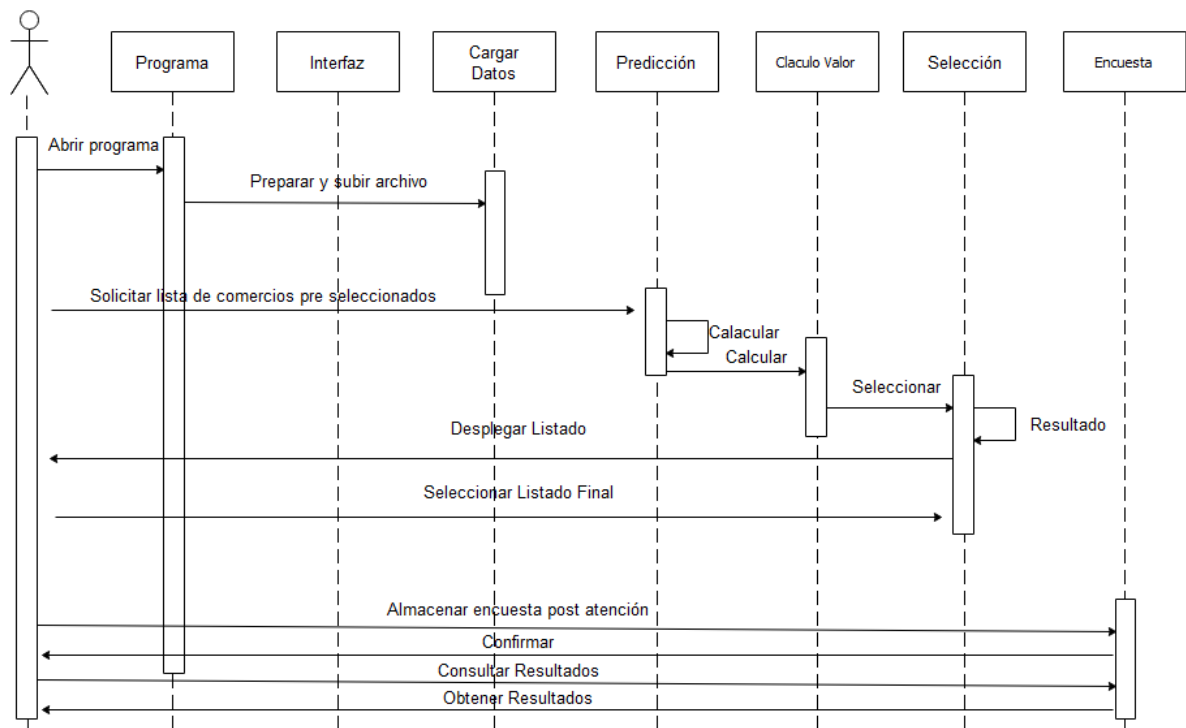 Programa
Interfaz
Cargar
Datos
Predicción
Claculo Valor
Selección
Encuesta
Abrir programa
Preparar y subir archivo
Solicitar lista de comercios pre seleccionados
Calacular
Calcular
Seleccionar
Resultado
Desplegar Listado
Seleccionar Listado Final
Almacenar encuesta post atención
Confirmar
Consultar Resultados
Obtener Resultados